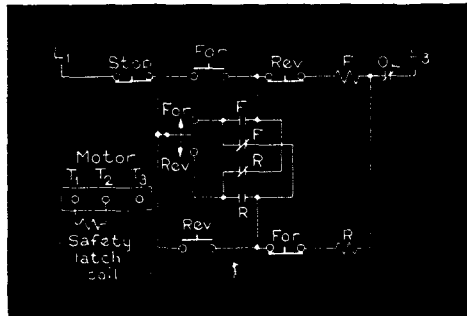 L1 Stop For Rev F OL L3
For F
F
Rev R
R
Motor
T1 T2 T3
Safety
latch
coil
Rev For R